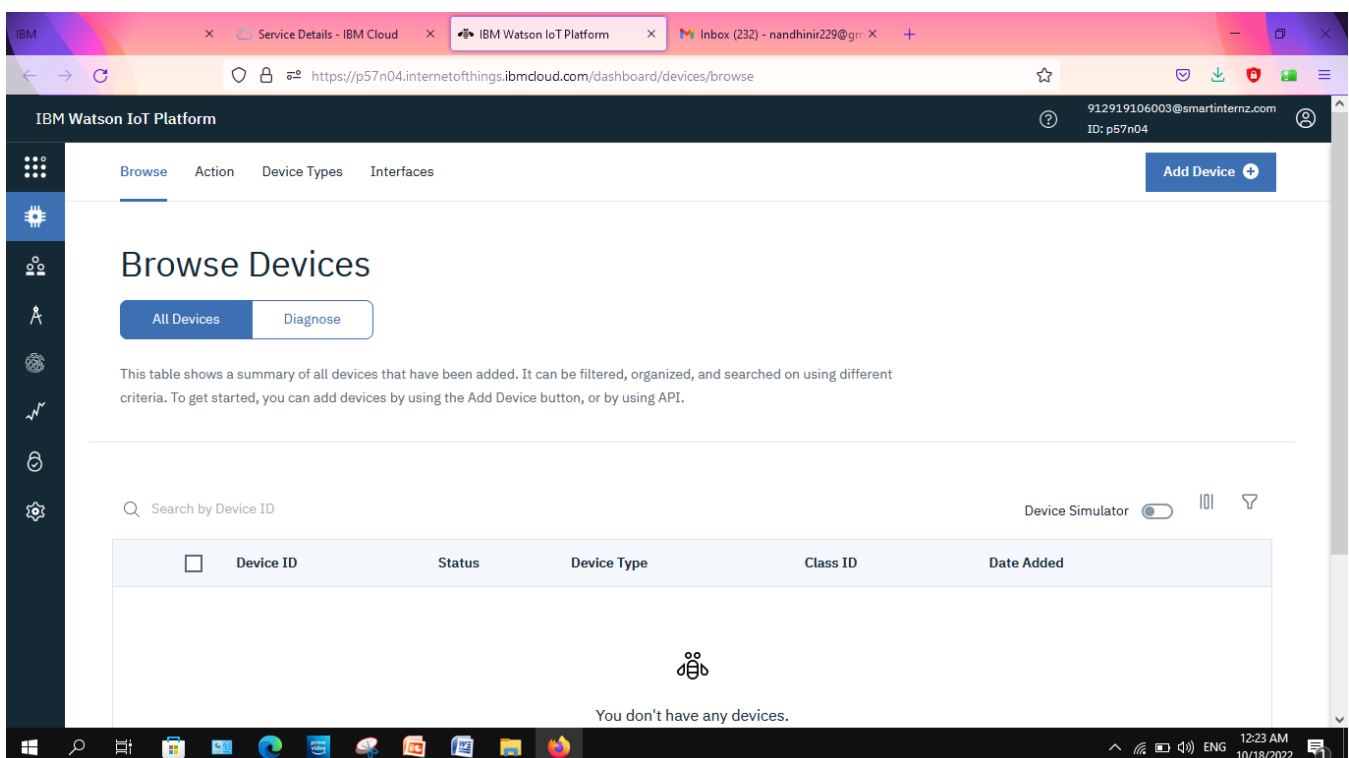 IBM
Service Details - IBM Cloud
IBM Watson IoT Platform
Inbox (232) - nandhinir229@gm
https://p57n04.internetofthings.ibmcloud.com/dashboard/devices/browse
IBM Watson IoT Platform
912919106003@smartinternz.com
ID: p57n04
Browse Action Device Types Interfaces
Add Device
Browse Devices
All Devices Diagnose
This table shows a summary of all devices that have been added. It can be filtered, organized, and searched on using different
criteria. To get started, you can add devices by using the Add Device button, or by using API.
Search by Device ID
Device Simulator
Device ID Status Device Type Class ID Date Added
You don't have any devices.
prime video
ENG
12:23 AM
10/18/2022
1